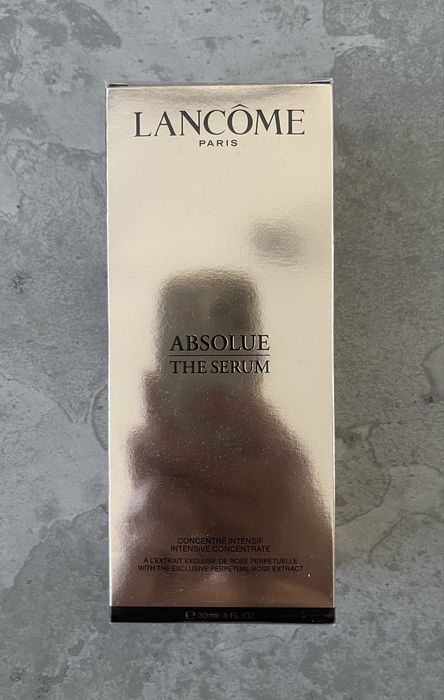 LANCÔME
PARIS
ABSOLUE
THE SERUM
CONCENTRÉ INTENSIF
INTENSIVE CONCENTRATE
À L'EXTRAIT EXCLUSIF DE ROSE PERPÉTUELLE
WITH THE EXCLUSIVE PERPETUAL ROSE EXTRACT
℮ 30 ml 1 FL. OZ